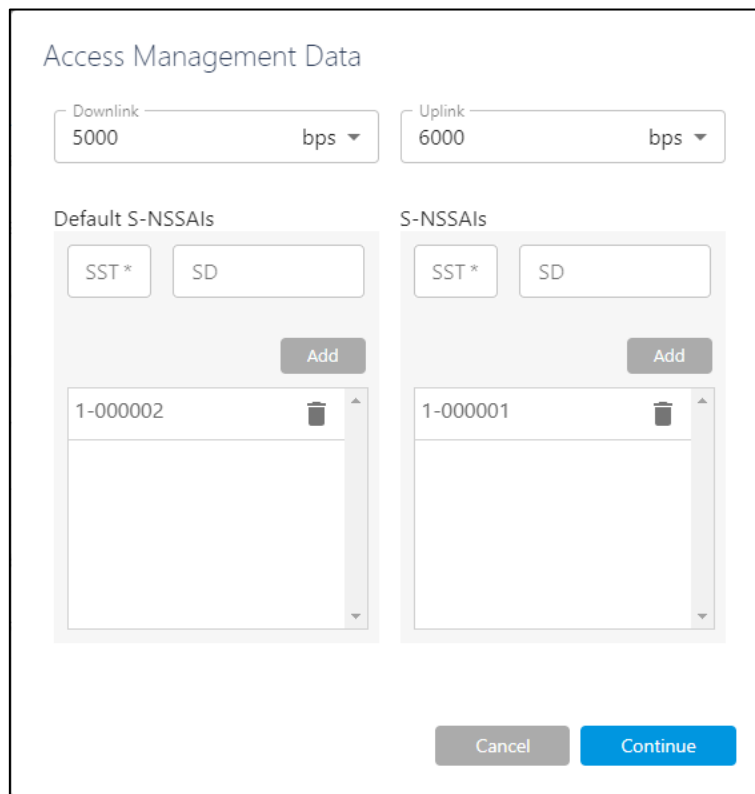 Access Management Data
Downlink Uplink
5000 bps 6000 bps
Default S-NSSAIs S-NSSAIs
SST * SD SST * SD
Add Add
1-000002 1-000001
Cancel Continue